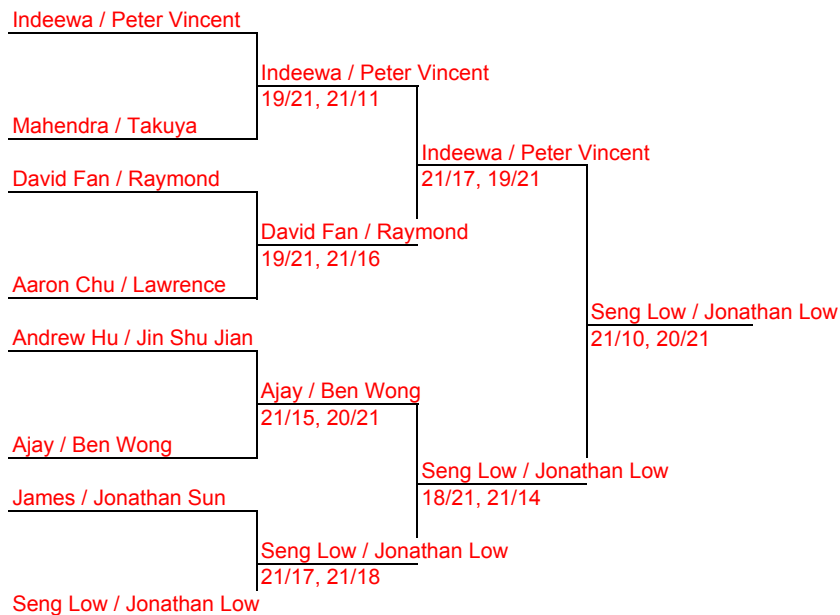 Indeewa / Peter Vincent
Indeewa / Peter Vincent
19/21, 21/11
Mahendra / Takuya
Indeewa / Peter Vincent
21/17, 19/21
David Fan / Raymond
David Fan / Raymond
19/21, 21/16
Aaron Chu / Lawrence
Seng Low / Jonathan Low
21/10, 20/21
Andrew Hu / Jin Shu Jian
Ajay / Ben Wong
21/15, 20/21
Ajay / Ben Wong
Seng Low / Jonathan Low
18/21, 21/14
James / Jonathan Sun
Seng Low / Jonathan Low
21/17, 21/18
Seng Low / Jonathan Low